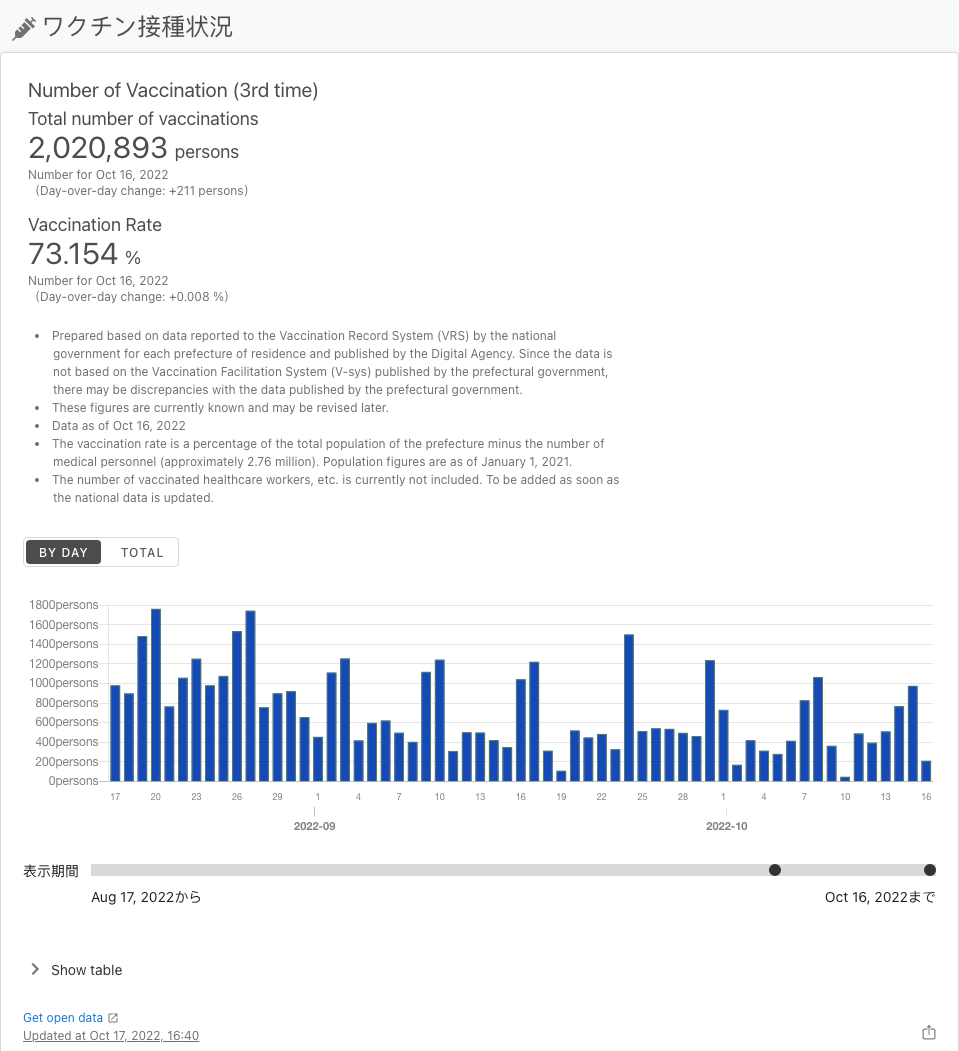 ワクチン接種状況
Number of Vaccination (3rd time)
Total number of vaccinations
2,020,893 persons
Number for Oct 16, 2022
(Day-over-day change: +211 persons)
Vaccination Rate
73.154 %
Number for Oct 16, 2022
(Day-over-day change: +0.008 %)
• Prepared based on data reported to the Vaccination Record System (VRS) by the national
government for each prefecture of residence and published by the Digital Agency. Since the data is
not based on the Vaccination Facilitation System (V-sys) published by the prefectural government,
there may be discrepancies with the data published by the prefectural government.
• These figures are currently known and may be revised later.
• Data as of Oct 16, 2022
• The vaccination rate is a percentage of the total population of the prefecture minus the number of
medical personnel (approximately 2.76 million). Population figures are as of January 1, 2021.
• The number of vaccinated healthcare workers, etc. is currently not included. To be added as soon as
the national data is updated.
BY DAY TOTAL
1800persons
1600persons
1400persons
1200persons
1000persons
800persons
600persons
400persons
200persons
0persons
17 20 23 26 29 1 4 7 10 13 16 19 22 25 28 1 4 7 10 13 16
2022-09 2022-10
表示期間
Aug 17, 2022から Oct 16, 2022まで
Show table
Get open data
Updated at Oct 17, 2022, 16:40